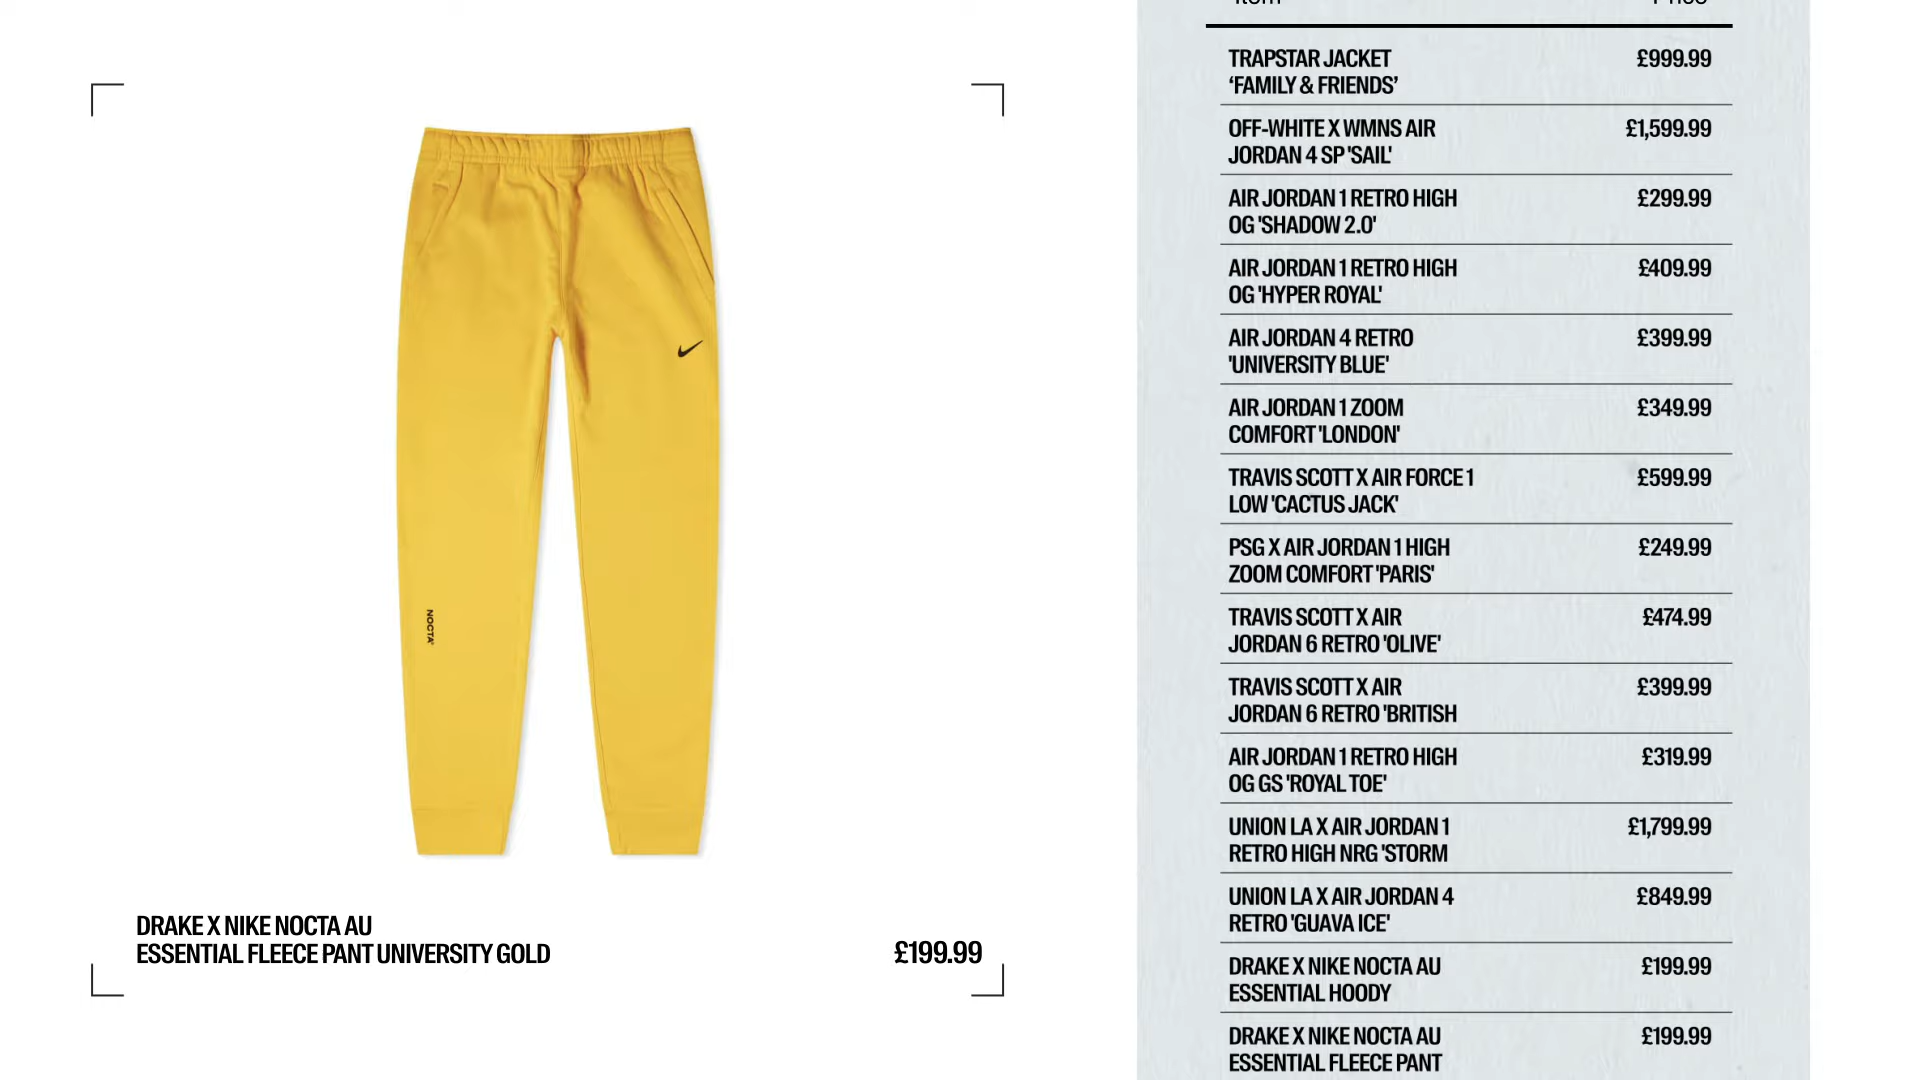 NOCTA
DRAKE X NIKE NOCTA AU
ESSENTIAL FLEECE PANT UNIVERSITY GOLD
£199.99
Item Price
TRAPSTAR JACKET £999.99
‘FAMILY & FRIENDS’
OFF-WHITE X WMNS AIR £1,599.99
JORDAN 4 SP 'SAIL'
AIR JORDAN 1 RETRO HIGH £299.99
OG 'SHADOW 2.0'
AIR JORDAN 1 RETRO HIGH £409.99
OG 'HYPER ROYAL'
AIR JORDAN 4 RETRO £399.99
'UNIVERSITY BLUE'
AIR JORDAN 1 ZOOM £349.99
COMFORT 'LONDON'
TRAVIS SCOTT X AIR FORCE 1 £599.99
LOW 'CACTUS JACK'
PSG X AIR JORDAN 1 HIGH £249.99
ZOOM COMFORT 'PARIS'
TRAVIS SCOTT X AIR £474.99
JORDAN 6 RETRO 'OLIVE'
TRAVIS SCOTT X AIR £399.99
JORDAN 6 RETRO 'BRITISH
AIR JORDAN 1 RETRO HIGH £319.99
OG GS 'ROYAL TOE'
UNION LA X AIR JORDAN 1 £1,799.99
RETRO HIGH NRG 'STORM
UNION LA X AIR JORDAN 4 £849.99
RETRO 'GUAVA ICE'
DRAKE X NIKE NOCTA AU £199.99
ESSENTIAL HOODY
DRAKE X NIKE NOCTA AU £199.99
ESSENTIAL FLEECE PANT